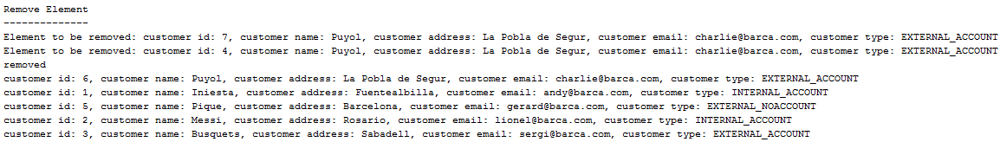 Remove Element
--------------
Element to be removed: customer id: 7, customer name: Puyol, customer address: La Pobla de Segur, customer email: charlie@barca.com, customer type: EXTERNAL_ACCOUNT
Element to be removed: customer id: 4, customer name: Puyol, customer address: La Pobla de Segur, customer email: charlie@barca.com, customer type: EXTERNAL_ACCOUNT
removed
customer id: 6, customer name: Puyol, customer address: La Pobla de Segur, customer email: charlie@barca.com, customer type: EXTERNAL_ACCOUNT
customer id: 1, customer name: Iniesta, customer address: Fuentealbilla, customer email: andy@barca.com, customer type: INTERNAL_ACCOUNT
customer id: 5, customer name: Pique, customer address: Barcelona, customer email: gerard@barca.com, customer type: EXTERNAL_NOACCOUNT
customer id: 2, customer name: Messi, customer address: Rosario, customer email: lionel@barca.com, customer type: INTERNAL_ACCOUNT
customer id: 3, customer name: Busquets, customer address: Sabadell, customer email: sergi@barca.com, customer type: EXTERNAL_ACCOUNT